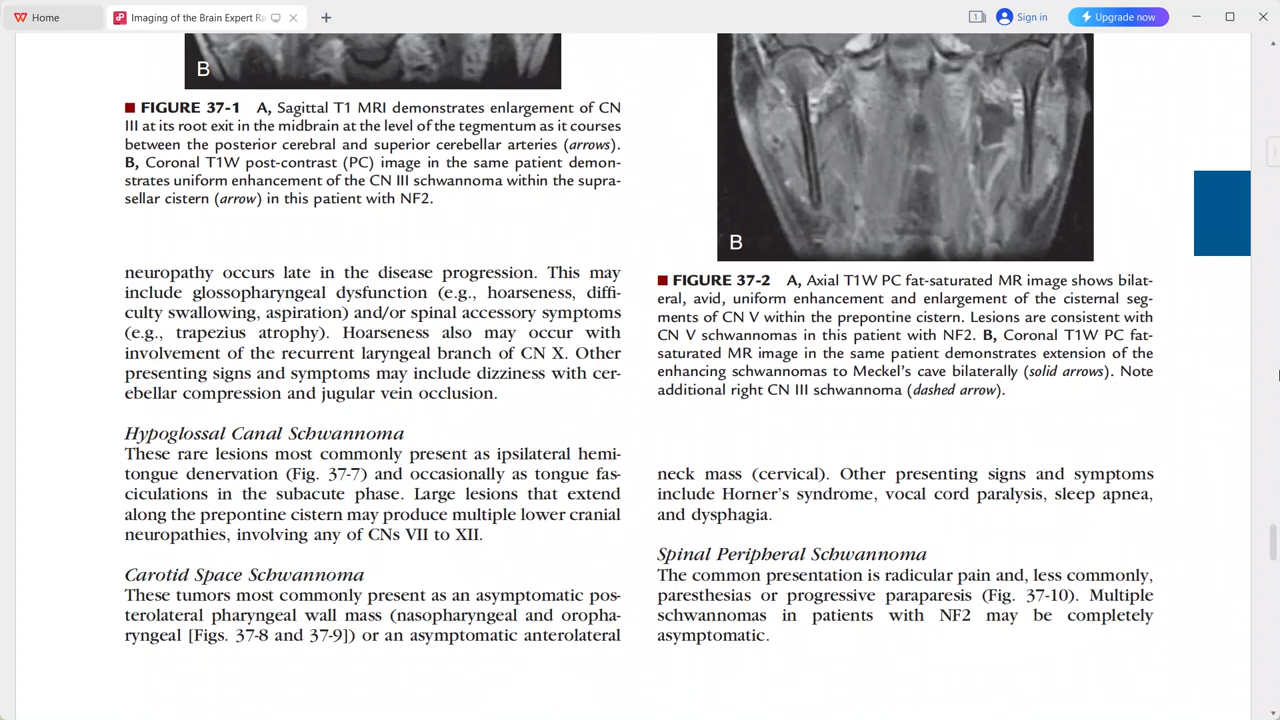 Home
Imaging of the Brain Expert Ra
1
Sign in
Upgrade now
B
■ FIGURE 37-1 A, Sagittal T1 MRI demonstrates enlargement of CN
III at its root exit in the midbrain at the level of the tegmentum as it courses
between the posterior cerebral and superior cerebellar arteries (arrows).
B, Coronal T1W post-contrast (PC) image in the same patient demon-
strates uniform enhancement of the CN III schwannoma within the supra-
sellar cistern (arrow) in this patient with NF2.
neuropathy occurs late in the disease progression. This may
include glossopharyngeal dysfunction (e.g., hoarseness, diffi-
culty swallowing, aspiration) and/or spinal accessory symptoms
(e.g., trapezius atrophy). Hoarseness also may occur with
involvement of the recurrent laryngeal branch of CN X. Other
presenting signs and symptoms may include dizziness with cer-
ebellar compression and jugular vein occlusion.
Hypoglossal Canal Schwannoma
These rare lesions most commonly present as ipsilateral hemi-
tongue denervation (Fig. 37-7) and occasionally as tongue fas-
ciculations in the subacute phase. Large lesions that extend
along the prepontine cistern may produce multiple lower cranial
neuropathies, involving any of CNs VII to XII.
Carotid Space Schwannoma
These tumors most commonly present as an asymptomatic pos-
terolateral pharyngeal wall mass (nasopharyngeal and oropha-
ryngeal [Figs. 37-8 and 37-9]) or an asymptomatic anterolateral
B
■ FIGURE 37-2 A, Axial T1W PC fat-saturated MR image shows bilat-
eral, avid, uniform enhancement and enlargement of the cisternal seg-
ments of CN V within the prepontine cistern. Lesions are consistent with
CN V schwannomas in this patient with NF2. B, Coronal T1W PC fat-
saturated MR image in the same patient demonstrates extension of the
enhancing schwannomas to Meckel's cave bilaterally (solid arrows). Note
additional right CN III schwannoma (dashed arrow).
neck mass (cervical). Other presenting signs and symptoms
include Horner's syndrome, vocal cord paralysis, sleep apnea,
and dysphagia.
Spinal Peripheral Schwannoma
The common presentation is radicular pain and, less commonly,
paresthesias or progressive paraparesis (Fig. 37-10). Multiple
schwannomas in patients with NF2 may be completely
asymptomatic.